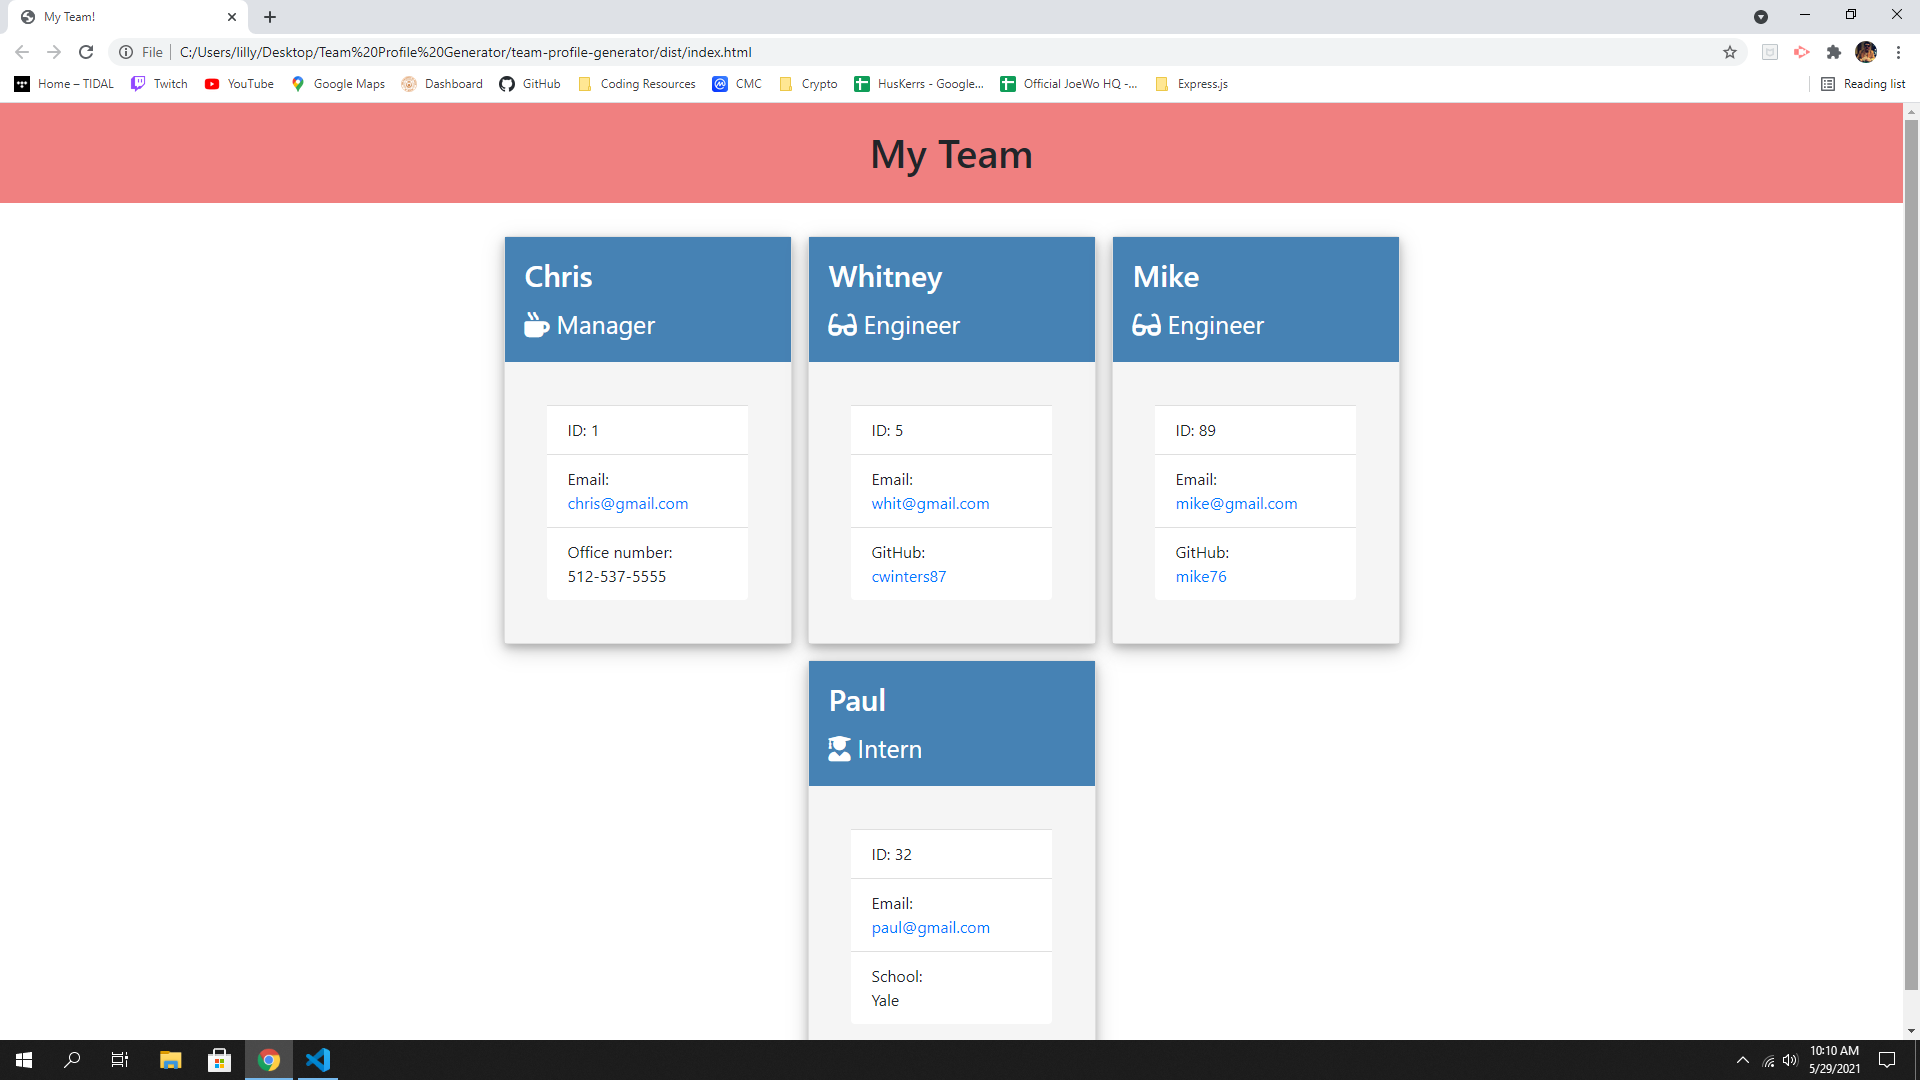 My Team!
File
C:/Users/lilly/Desktop/Team%20Profile%20Generator/team-profile-generator/dist/index.html
Home – TIDAL
Twitch
YouTube
Google Maps
Dashboard
GitHub
Coding Resources
CMC
Crypto
HusKerrs - Google...
Official JoeWo HQ -...
Express.js
Reading list
My Team
Chris
Manager
ID: 1
Email:
chris@gmail.com
Office number:
512-537-5555
Whitney
Engineer
ID: 5
Email:
whit@gmail.com
GitHub:
cwinters87
Mike
Engineer
ID: 89
Email:
mike@gmail.com
GitHub:
mike76
Paul
Intern
ID: 32
Email:
paul@gmail.com
School:
Yale
10:10 AM
5/29/2021